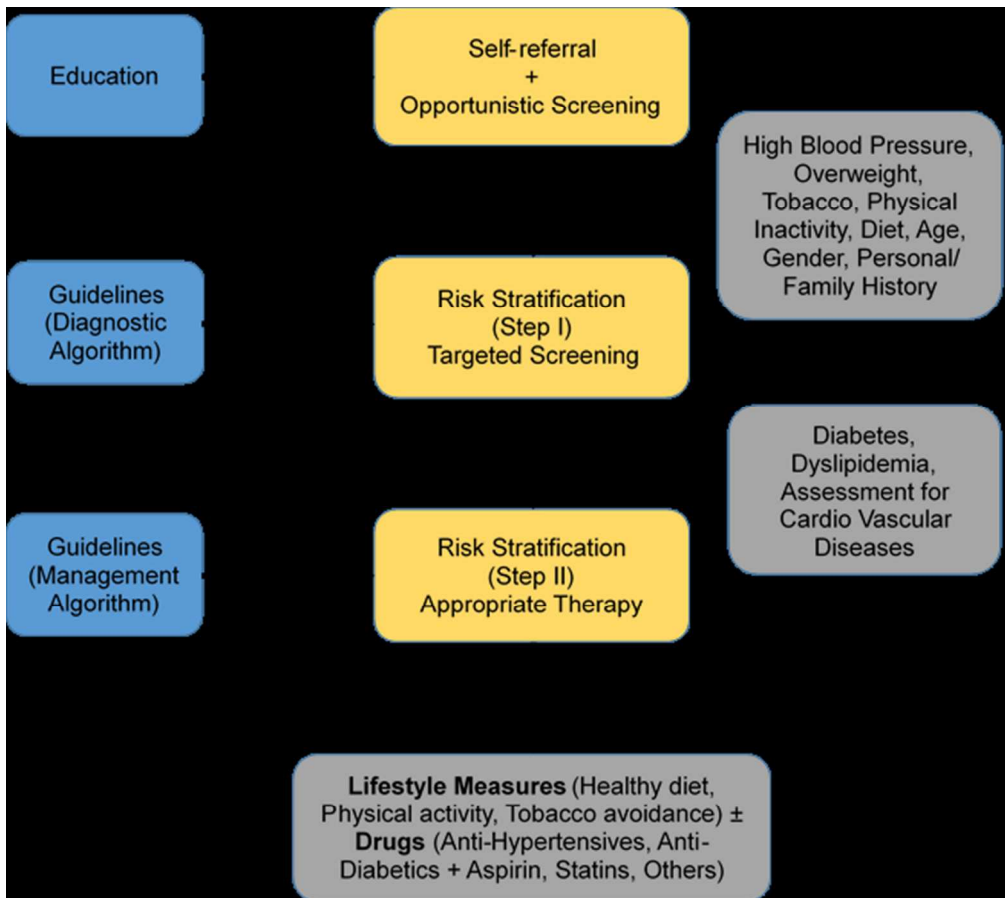 Education
Self-referral
+
Opportunistic Screening
High Blood Pressure,
Overweight,
Tobacco, Physical
Inactivity, Diet, Age,
Gender, Personal/
Family History
Guidelines
(Diagnostic
Algorithm)
Risk Stratification
(Step I)
Targeted Screening
Diabetes,
Dyslipidemia,
Assessment for
Cardio Vascular
Diseases
Guidelines
(Management
Algorithm)
Risk Stratification
(Step II)
Appropriate Therapy
Lifestyle Measures (Healthy diet,
Physical activity, Tobacco avoidance) ±
Drugs (Anti-Hypertensives, Anti-
Diabetics + Aspirin, Statins, Others)